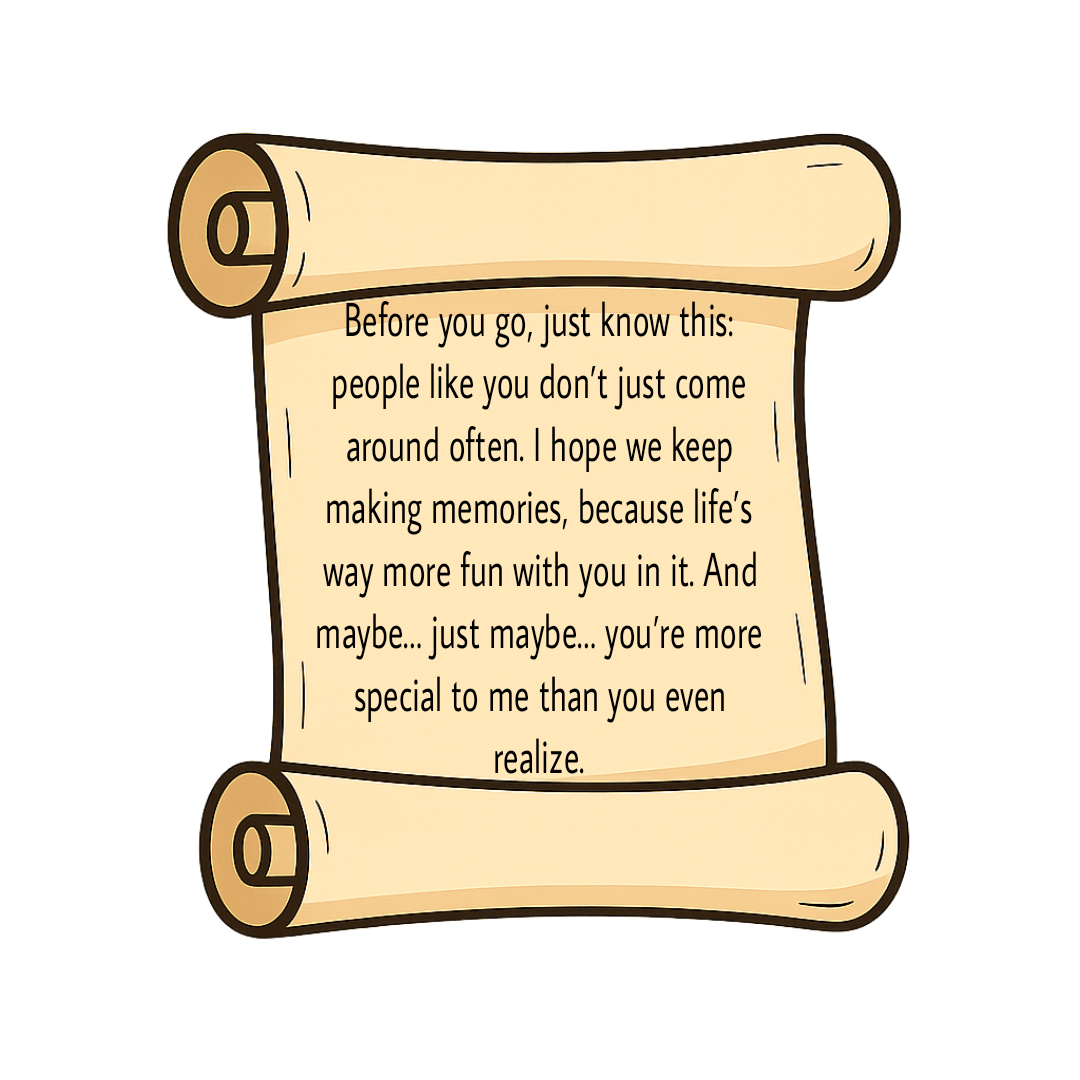 Before you go, just know this:
people like you don’t just come
around often. I hope we keep
making memories, because life’s
way more fun with you in it. And
maybe... just maybe... you’re more
special to me than you even
realize.